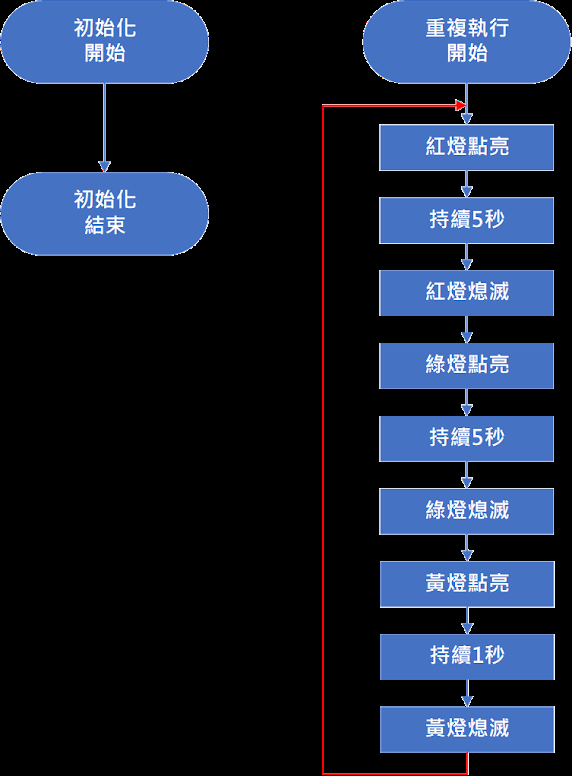 初始化
開始
初始化
結束
重複執行
開始
紅燈點亮
持續5秒
紅燈熄滅
綠燈點亮
持續5秒
綠燈熄滅
黃燈點亮
持續1秒
黃燈熄滅